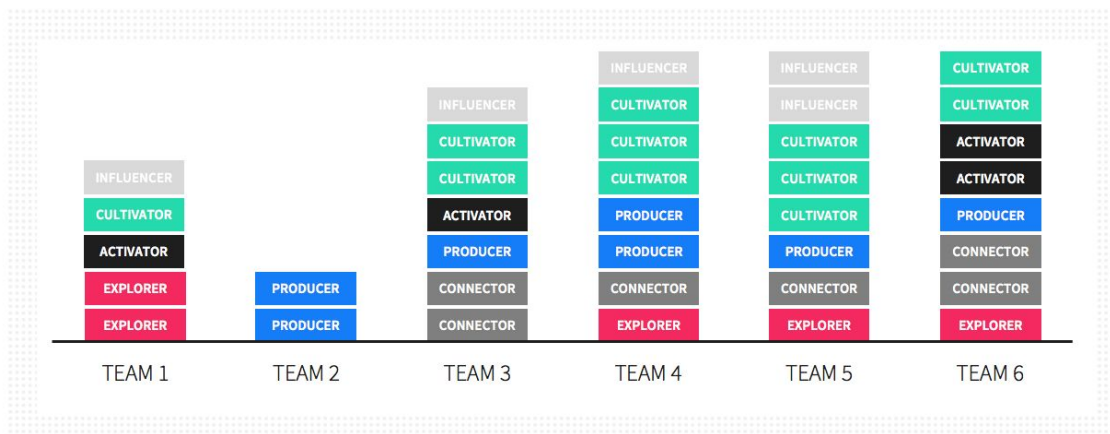 INFLUENCER
CULTIVATOR
ACTIVATOR
EXPLORER
EXPLORER
TEAM 1
PRODUCER
PRODUCER
TEAM 2
INFLUENCER
CULTIVATOR
CULTIVATOR
ACTIVATOR
PRODUCER
CONNECTOR
CONNECTOR
TEAM 3
INFLUENCER
CULTIVATOR
CULTIVATOR
CULTIVATOR
PRODUCER
PRODUCER
CONNECTOR
EXPLORER
TEAM 4
INFLUENCER
INFLUENCER
CULTIVATOR
CULTIVATOR
CULTIVATOR
PRODUCER
CONNECTOR
EXPLORER
TEAM 5
CULTIVATOR
CULTIVATOR
ACTIVATOR
ACTIVATOR
PRODUCER
CONNECTOR
CONNECTOR
EXPLORER
TEAM 6